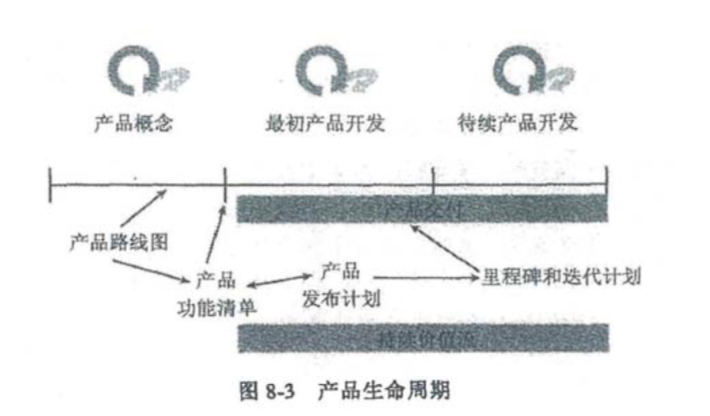 产品概念 最初产品开发 待续产品开发
产品交付
产品路线图
产品
功能清单
产品
发布计划
里程碑和迭代计划
持续价值流
图 8-3 产品生命周期